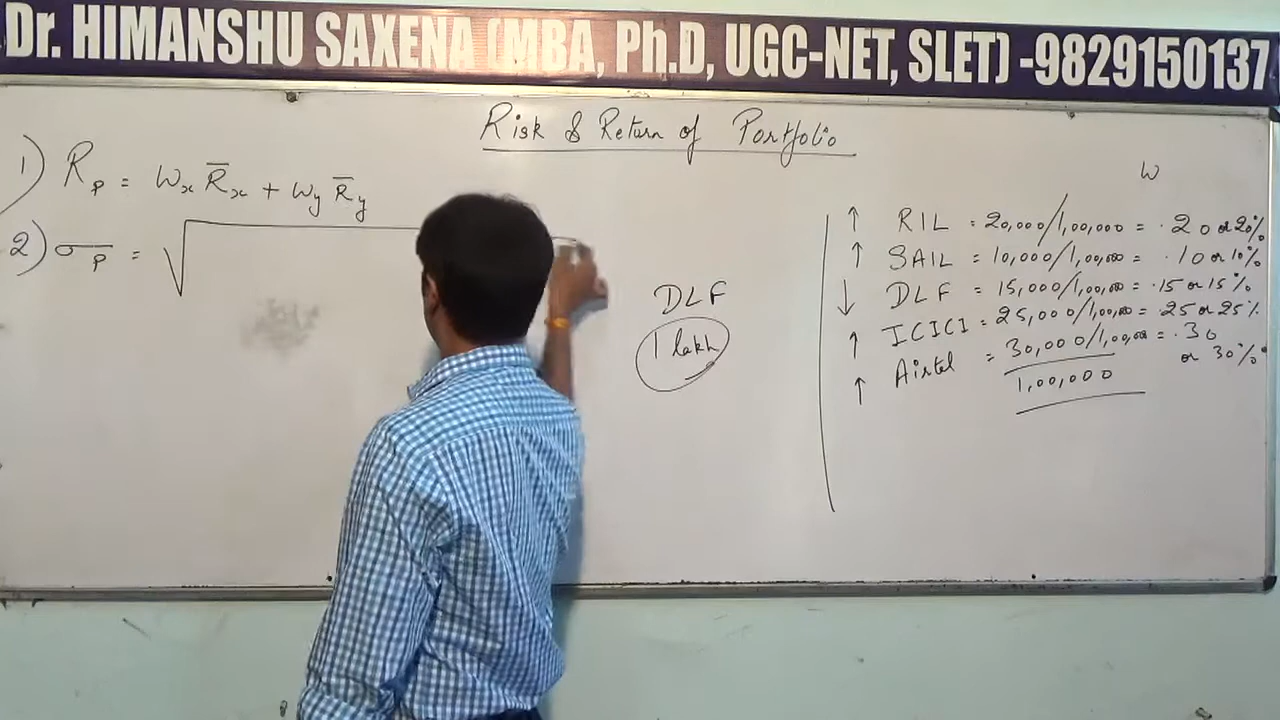 Dr. HIMANSHU SAXENA (MBA, Ph.D, UGC-NET, SLET) -9829150137
Risk & Return of Portfolio
1) Rp = Wx R̅x + Wy R̅y
2) σp = √
DLF
1 lakh
W
↑ RIL = 20,000/1,00,000 = .20 or 20%
↑ SAIL = 10,000/1,00,000 = .10 or 10%
↓ DLF = 15,000/1,00,000 = .15 or 15%
↑ ICICI = 25,000/1,00,000 = .25 or 25%
↑ Airtel = 30,000/1,00,000 = .30
or 30%
1,00,000